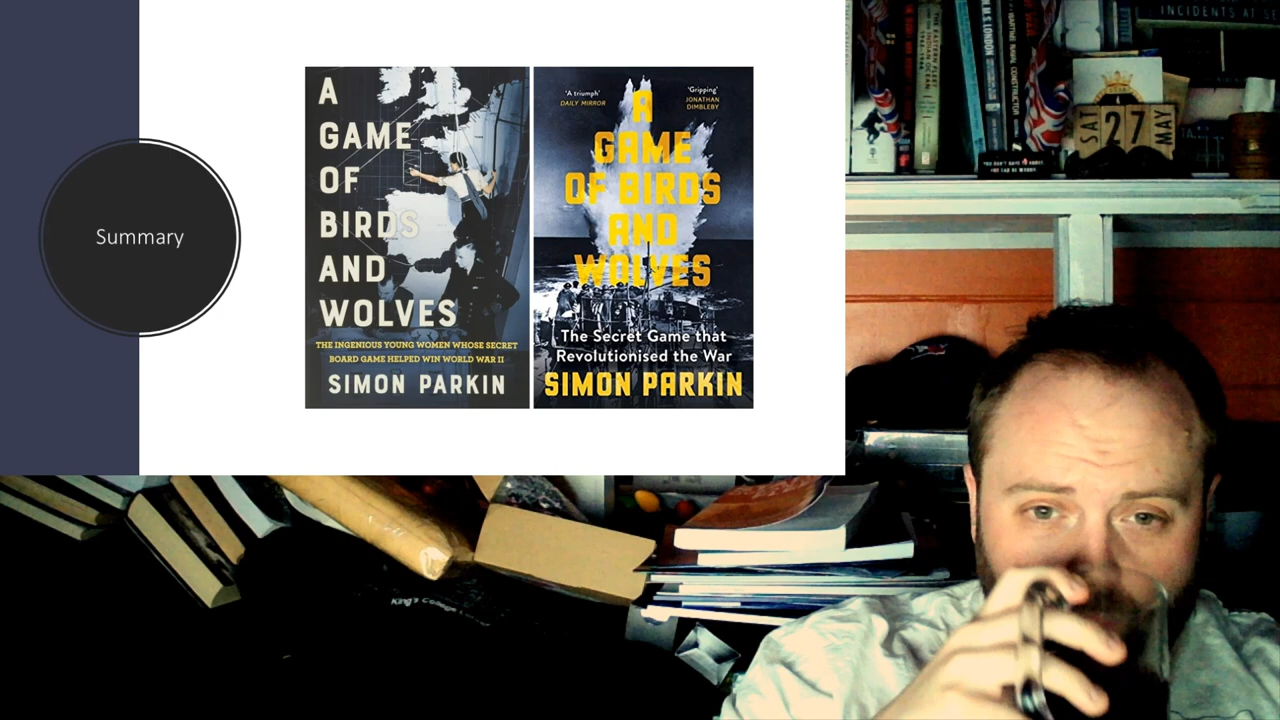 Summary
A
GAME
OF
BIRDS
AND
WOLVES
THE INGENIOUS YOUNG WOMEN WHOSE SECRET
BOARD GAME HELPED WIN WORLD WAR II
SIMON PARKIN
'A triumph'
DAILY MIRROR
'Gripping'
JONATHAN
DIMBLEBY
A
GAME
OF BIRDS
AND
WOLVES
The Secret Game that
Revolutionised the War
SIMON PARKIN
INCIDENTS AT
LONDON
SAT
27
MAY
King's College